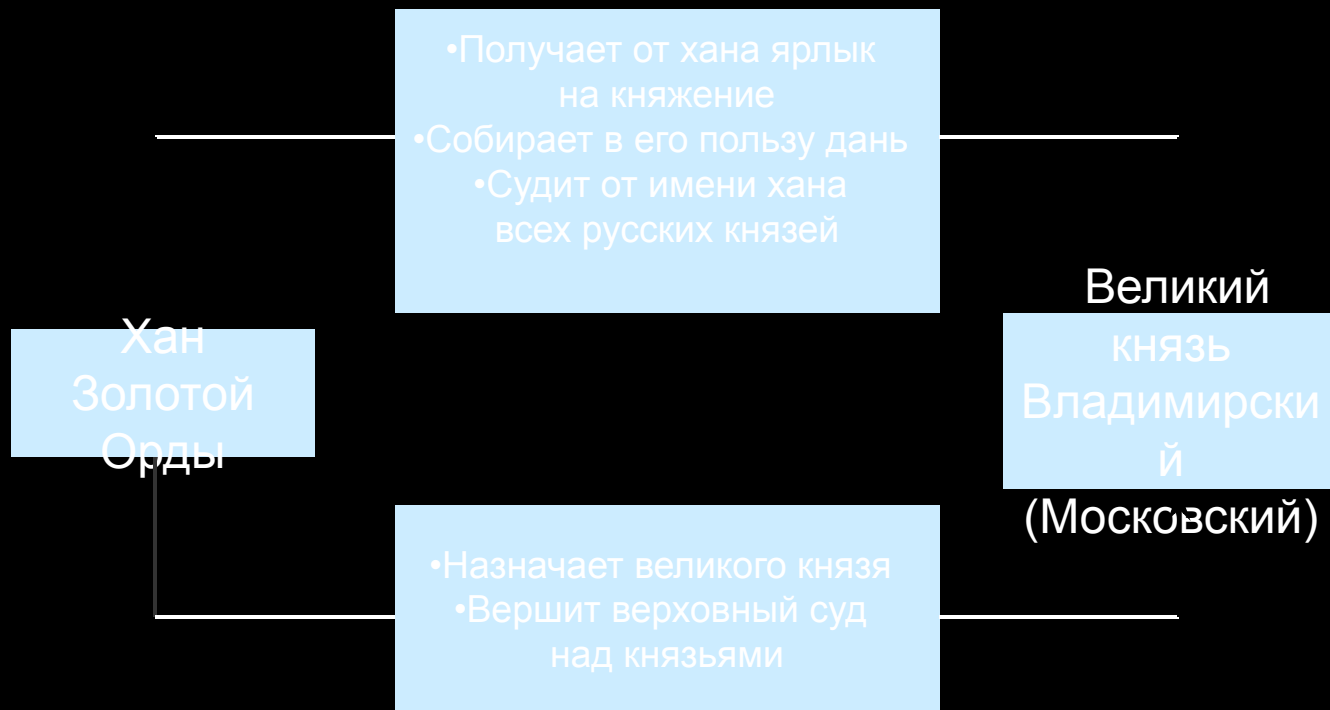 •Получает от хана ярлык
на княжение
•Собирает в его пользу дань
•Судит от имени хана
всех русских князей
Хан
Золотой
Орды
Великий
князь
Владимирски
й
(Московский)
•Назначает великого князя
•Вершит верховный суд
над князьями